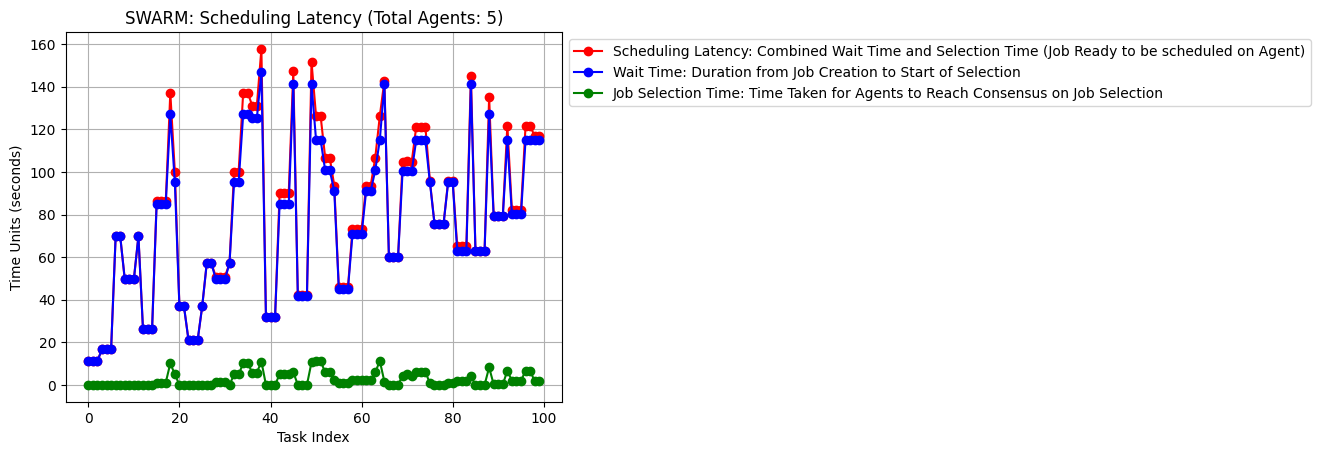 SWARM: Scheduling Latency (Total Agents: 5)
Scheduling Latency: Combined Wait Time and Selection Time (Job Ready to be scheduled on Agent)
Wait Time: Duration from Job Creation to Start of Selection
Job Selection Time: Time Taken for Agents to Reach Consensus on Job Selection
Time Units (seconds)
160
140
120
100
80
60
40
20
0
0 20 40 60 80 100
Task Index